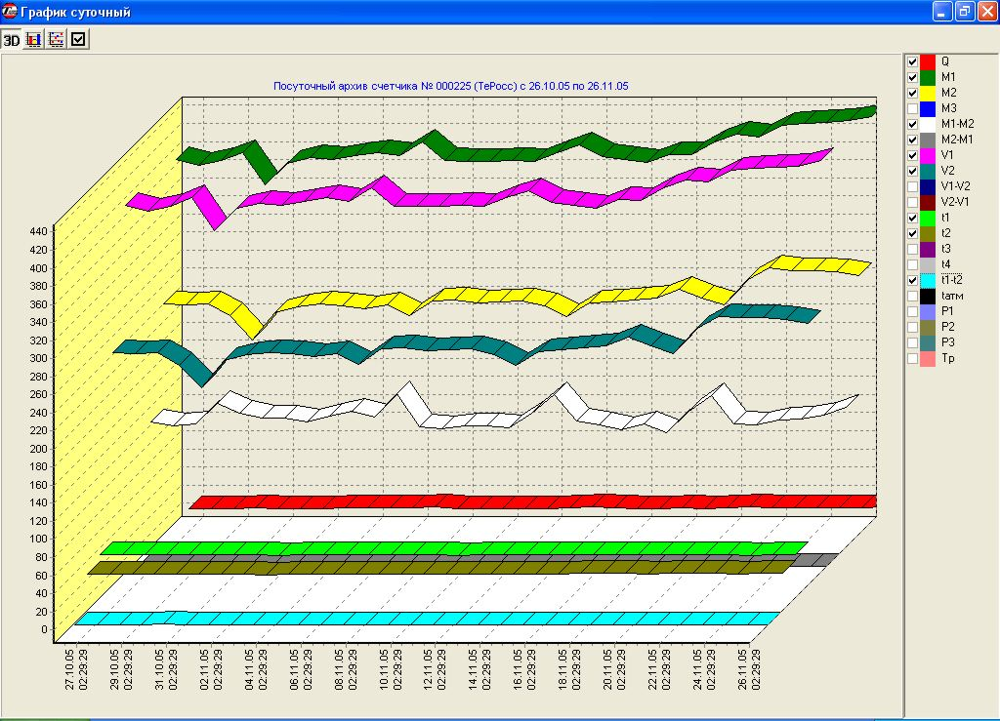 График суточный
3D
Посуточный архив счетчика № 000225 (ТеРосс) с 26.10.05 по 26.11.05
440
420
400
380
360
340
320
300
280
260
240
220
200
180
160
140
120
100
80
60
40
20
0
27.10.05
02:29:29
29.10.05
02:29:29
31.10.05
02:29:29
02.11.05
02:29:29
04.11.05
02:29:29
06.11.05
02:29:29
08.11.05
02:29:29
10.11.05
02:29:29
12.11.05
02:29:29
14.11.05
02:29:29
16.11.05
02:29:29
18.11.05
02:29:29
20.11.05
02:29:29
22.11.05
02:29:29
24.11.05
02:29:29
26.11.05
02:29:29
Q
M1
M2
M3
M1-M2
M2-M1
V1
V2
V1-V2
V2-V1
t1
t2
t3
t4
t1-t2
tатм
P1
P2
P3
Tp